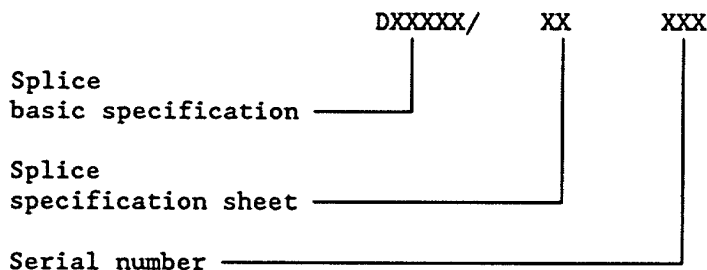 DXXXXX/ XX XXX
Splice
basic specification
Splice
specification sheet
Serial number